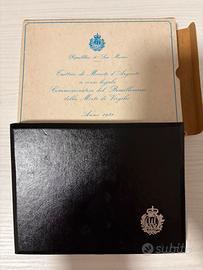 Repubblica di San Marino
Trittico di Monete d'Argento
a corso legale
Commemorative del Bimillenario
della Morte di Virgilio
Anno 1981
subito